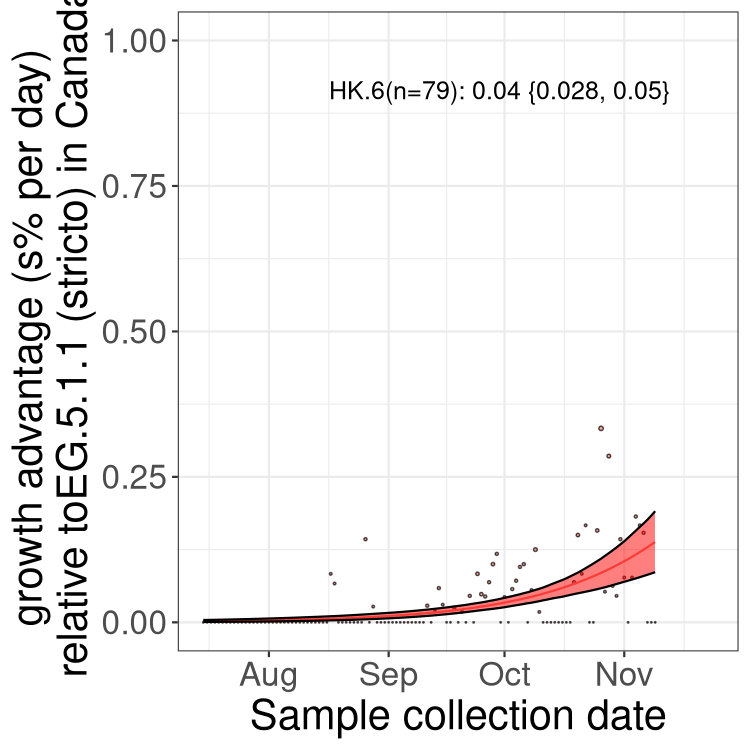 growth advantage (s% per day)
relative toEG.5.1.1 (stricto) in Canada
1.00
0.75
0.50
0.25
0.00
HK.6(n=79): 0.04 {0.028, 0.05}
Aug Sep Oct Nov
Sample collection date